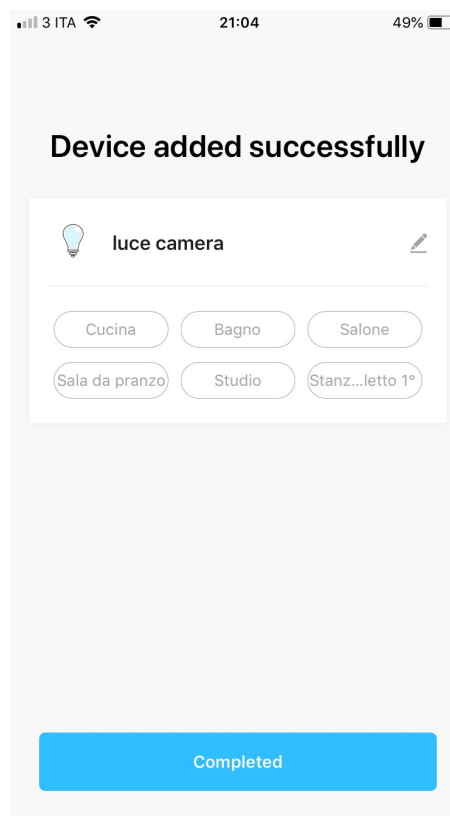 3 ITA 21:04 49%
Device added successfully
luce camera
Cucina Bagno Salone
Sala da pranzo Studio Stanz...letto 1°
Completed